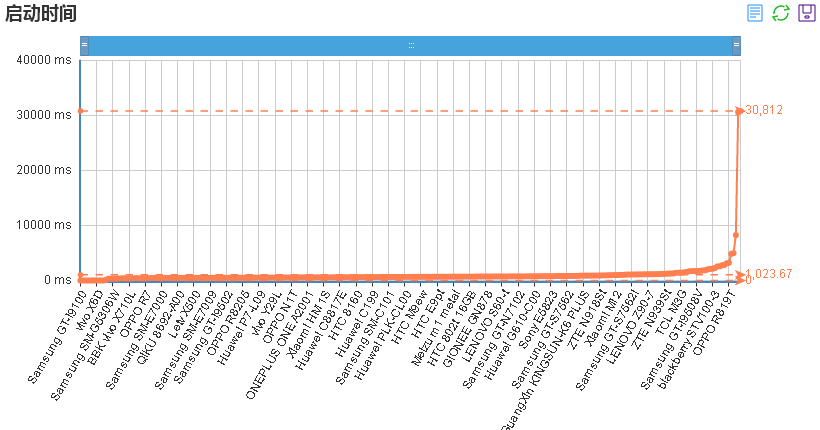 启动时间
40000 ms
30000 ms
20000 ms
10000 ms
0 ms
30,812
1,023.67
0
Samsung GT-I9100
vivo X6D
Samsung SM-G5306W
BBK vivo X710L
OPPO R7
Samsung SM-E7000
QiKU 8692-A00
Letv X500
Samsung SM-E7009
Samsung GT-I9502
OPPO R8205
Huawei P7-L09
vivo Y29L
OPPO N1T
ONEPLUS ONE A2001
Xiaomi HM 1S
Huawei C8817E
HTC 8160
Huawei C199
Samsung SM-C101
Huawei PLK-CL00
HTC M8ew
HTC E9pt
Meizu m1 metal
HTC 802t 16GB
GiONEE GN878
LENOVO S60-t
Samsung GT-N7102
Huawei G610-C00
Sony E5823
Samsung GT-S7562
GuangXin KINGSUN-K6 PLUS
ZTE N918St
Xiaomi MI 2
Samsung GT-S7562i
LENOVO Z90-7
ZTE N939St
TCL M3G
Samsung GT-I9508V
blackberry STV100-3
OPPO R819T